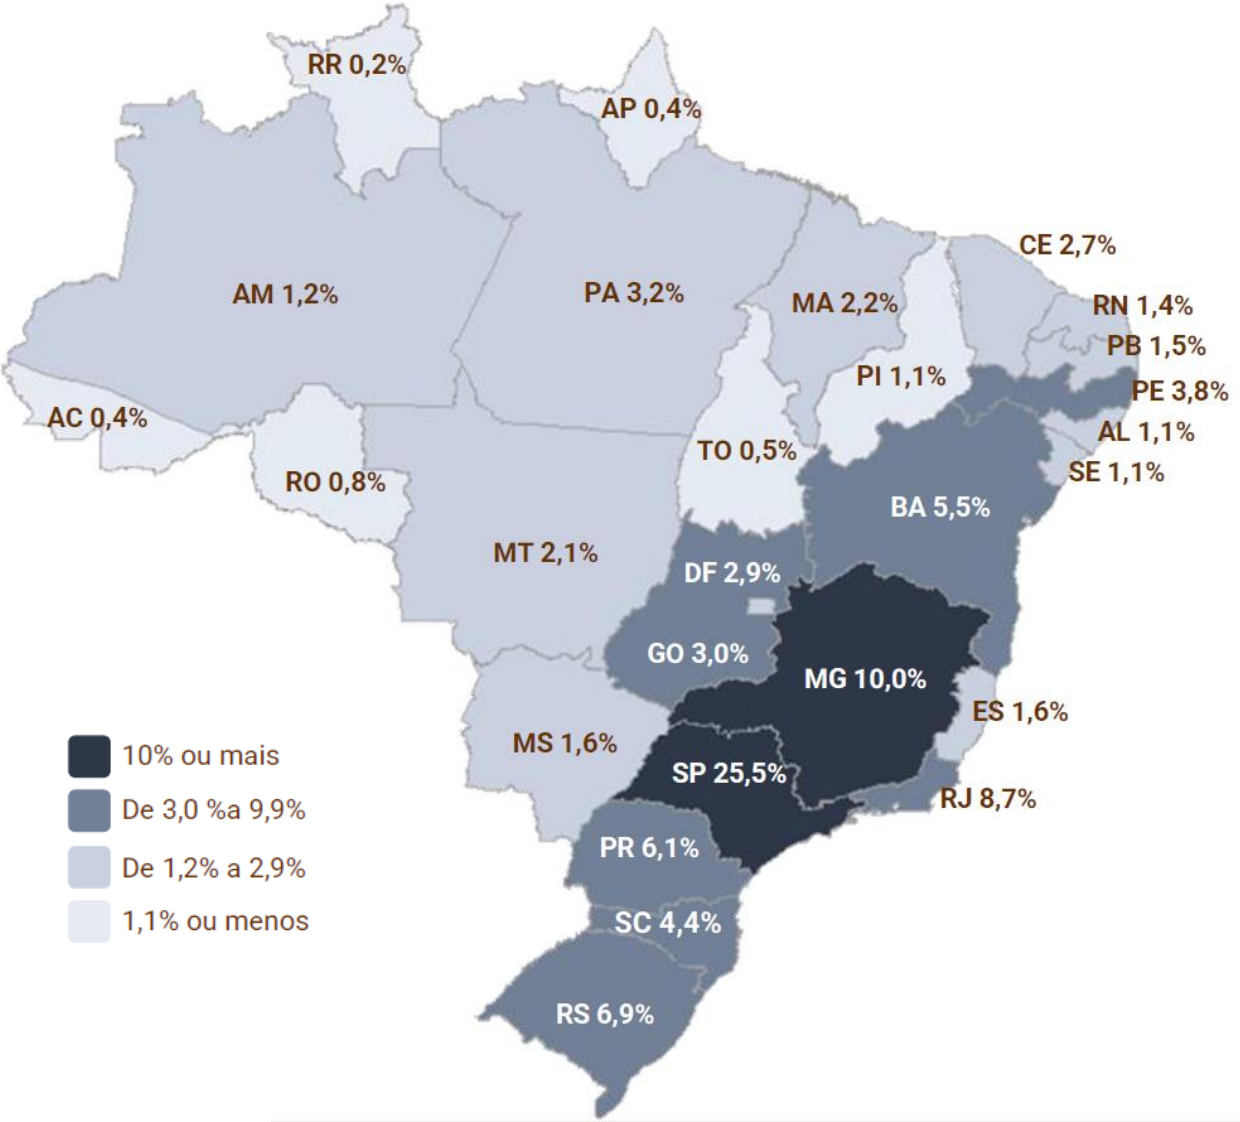 RR 0,2%
AP 0,4%
CE 2,7%
AM 1,2%
PA 3,2%
MA 2,2%
RN 1,4%
PB 1,5%
PI 1,1%
PE 3,8%
AC 0,4%
AL 1,1%
TO 0,5%
SE 1,1%
RO 0,8%
BA 5,5%
MT 2,1%
DF 2,9%
GO 3,0%
MG 10,0%
ES 1,6%
MS 1,6%
SP 25,5%
RJ 8,7%
PR 6,1%
SC 4,4%
RS 6,9%
10% ou mais
De 3,0 %a 9,9%
De 1,2% a 2,9%
1,1% ou menos